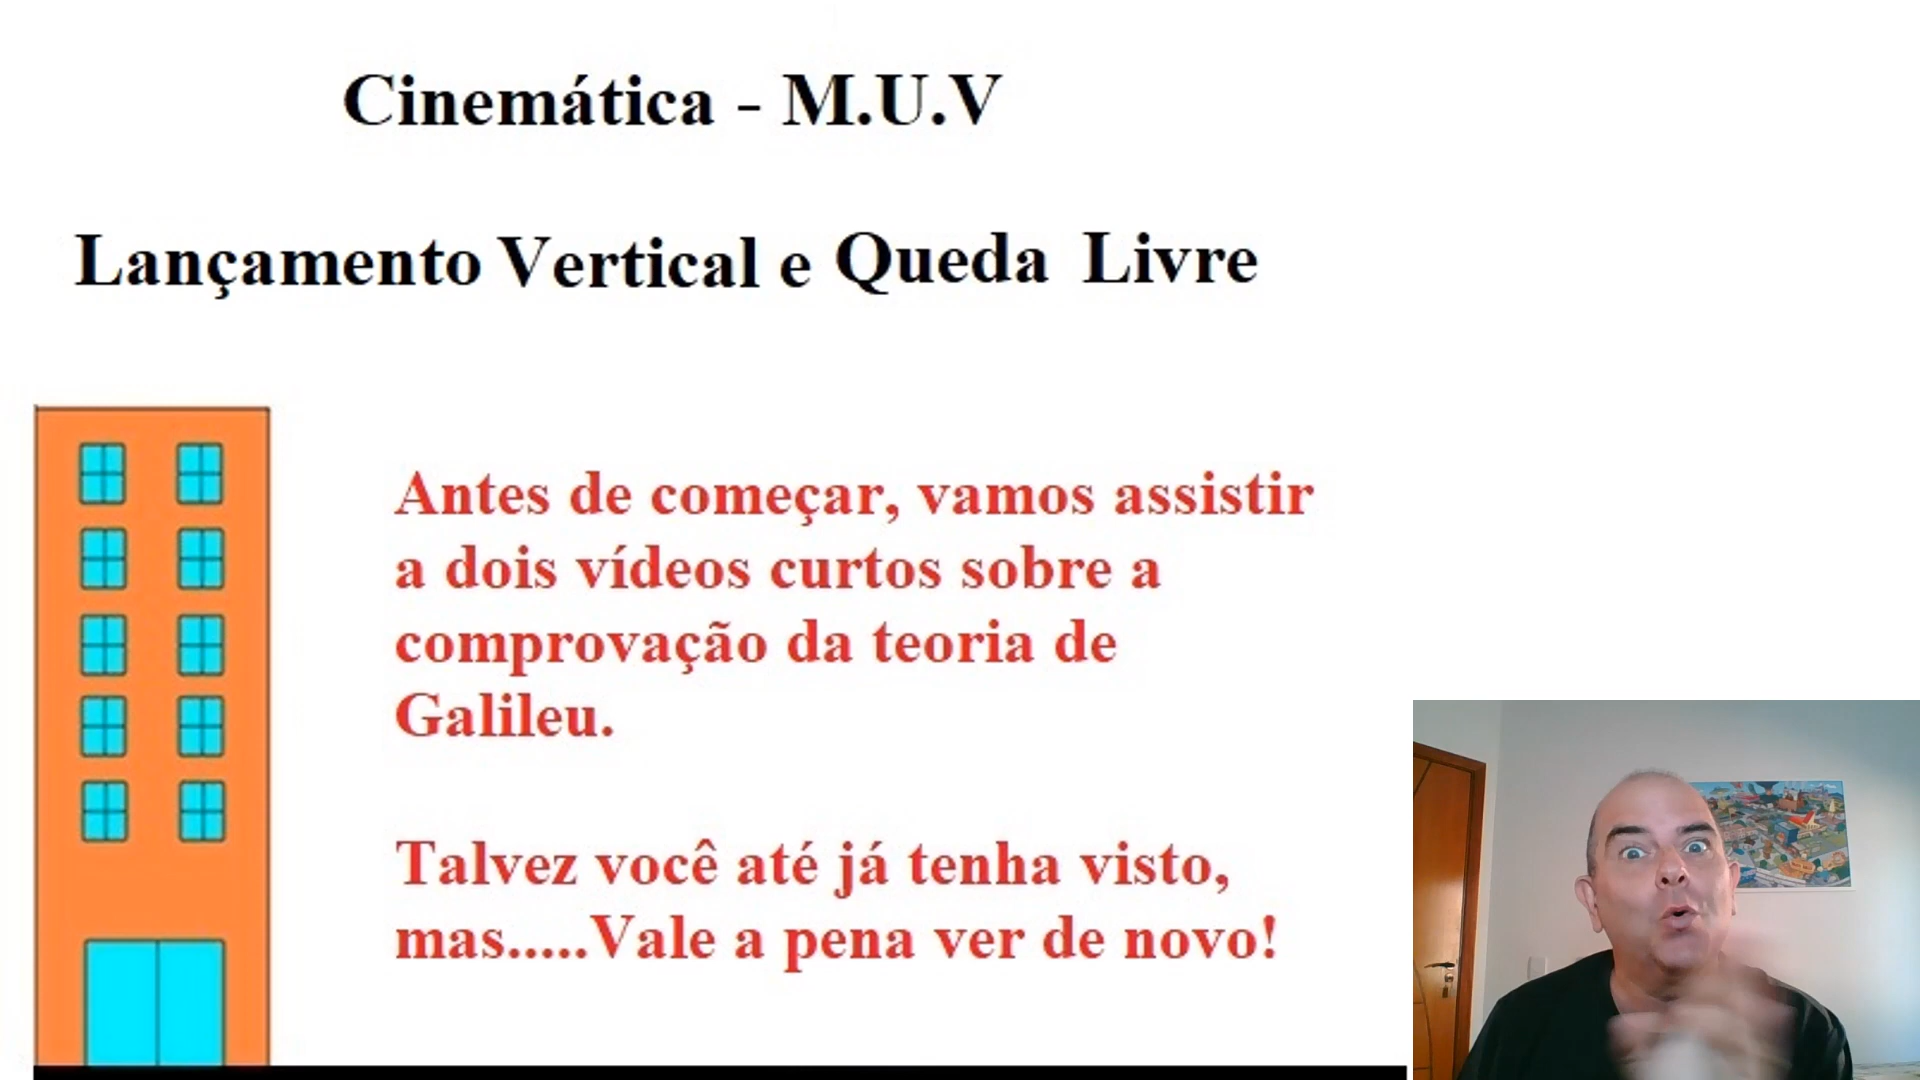 Cinemática - M.U.V
Lançamento Vertical e Queda Livre
Antes de começar, vamos assistir
a dois vídeos curtos sobre a
comprovação da teoria de
Galileu.
Talvez você até já tenha visto,
mas.....Vale a pena ver de novo!